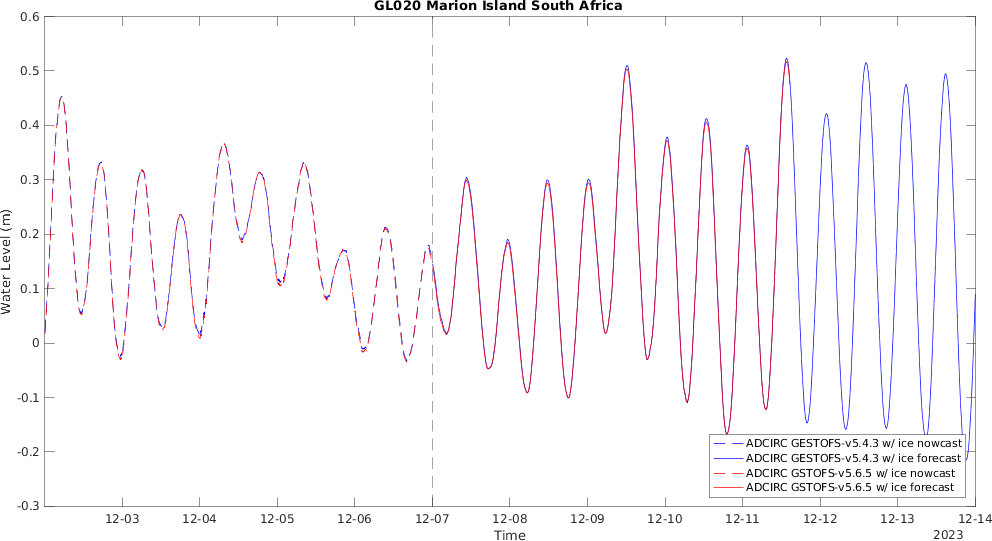 GL020 Marion Island South Africa
0.6
0.5
0.4
0.3
0.2
0.1
0
-0.1
-0.2
-0.3
Water Level (m)
ADCIRC GESTOFS-v5.4.3 w/ ice nowcast
ADCIRC GESTOFS-v5.4.3 w/ ice forecast
ADCIRC GSTOFS-v5.6.5 w/ ice nowcast
ADCIRC GSTOFS-v5.6.5 w/ ice forecast
12-03 12-04 12-05 12-06 12-07 12-08 12-09 12-10 12-11 12-12 12-13 12-14
Time
2023